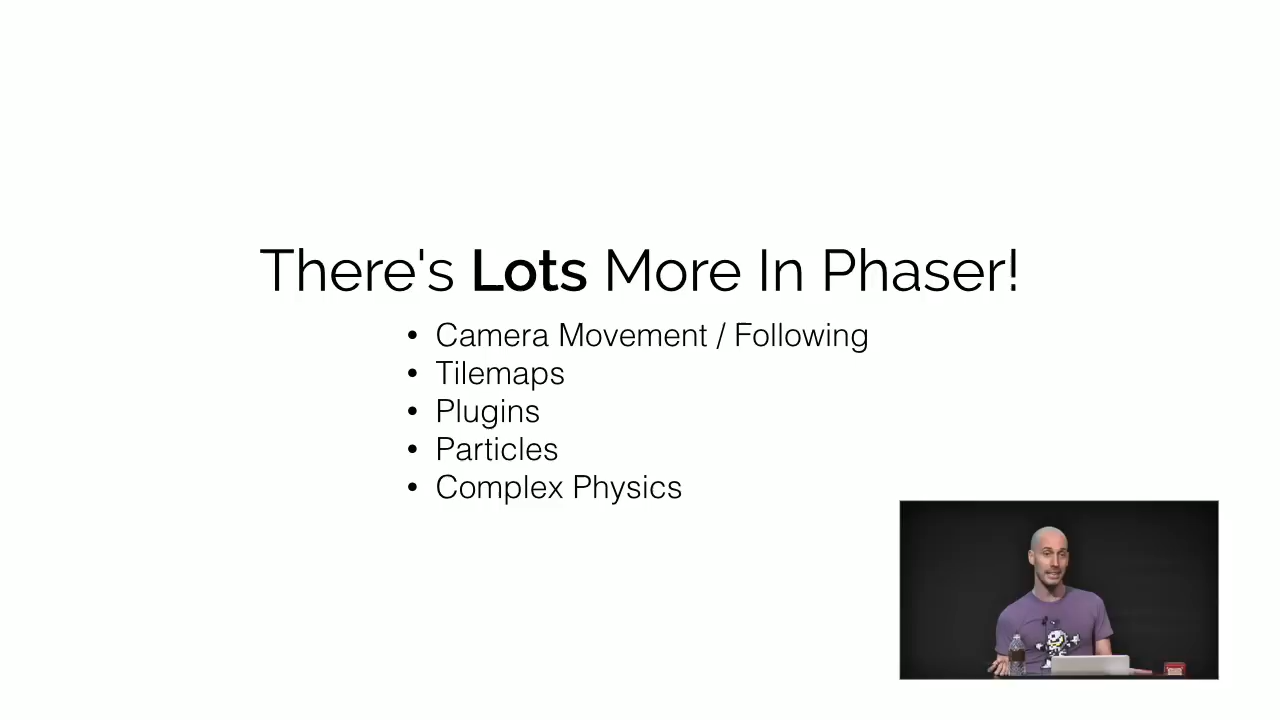 There's Lots More In Phaser!
• Camera Movement / Following
• Tilemaps
• Plugins
• Particles
• Complex Physics